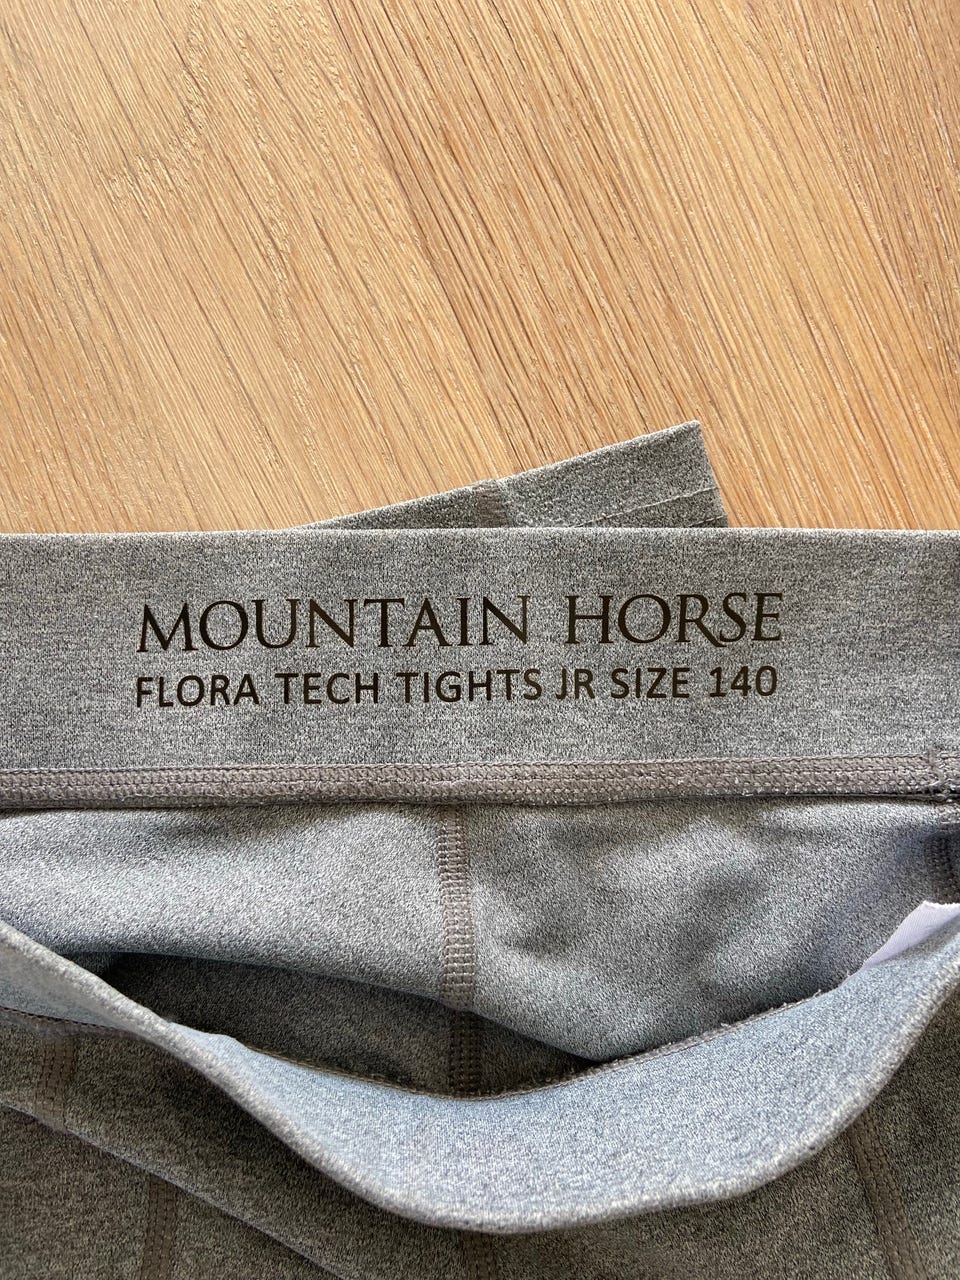 MOUNTAIN HORSE
FLORA TECH TIGHTS JR SIZE 140